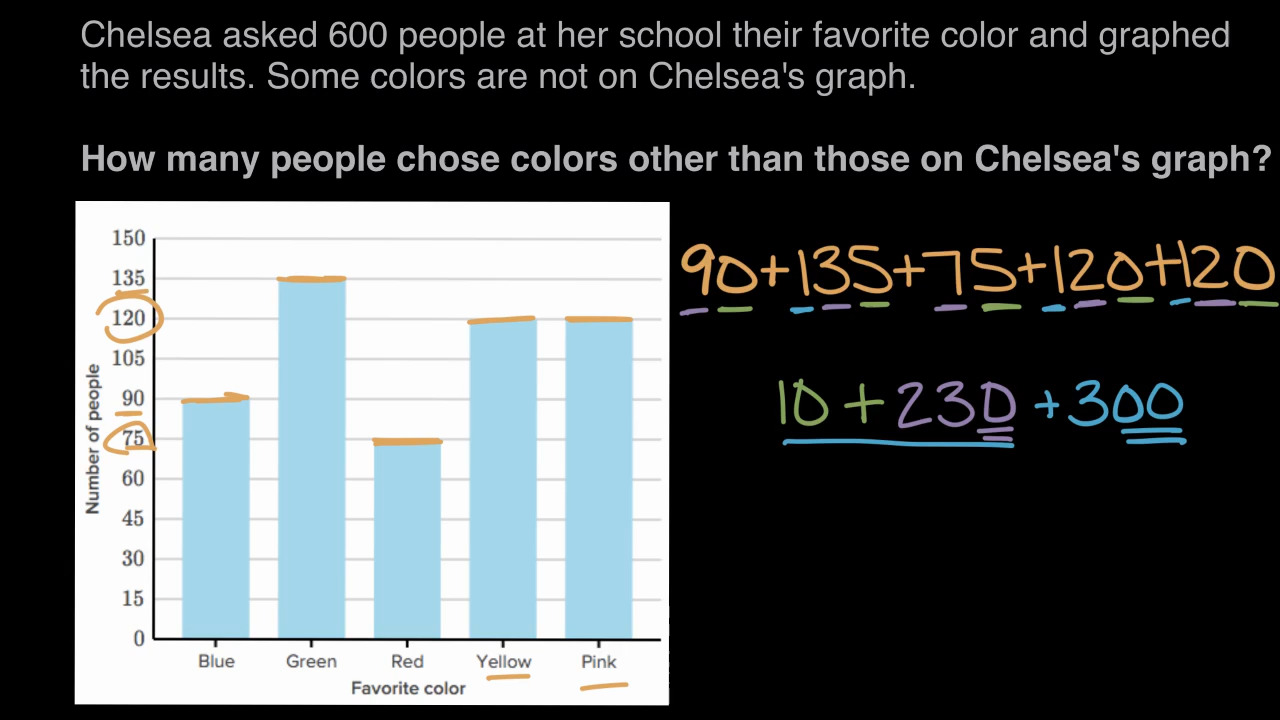 Chelsea asked 600 people at her school their favorite color and graphed
the results. Some colors are not on Chelsea's graph.
How many people chose colors other than those on Chelsea's graph?
150
135
120
105
90
75
60
45
30
15
0
Number of people
Blue Green Red Yellow Pink
Favorite color
90+135+75+120+120
10+230+300